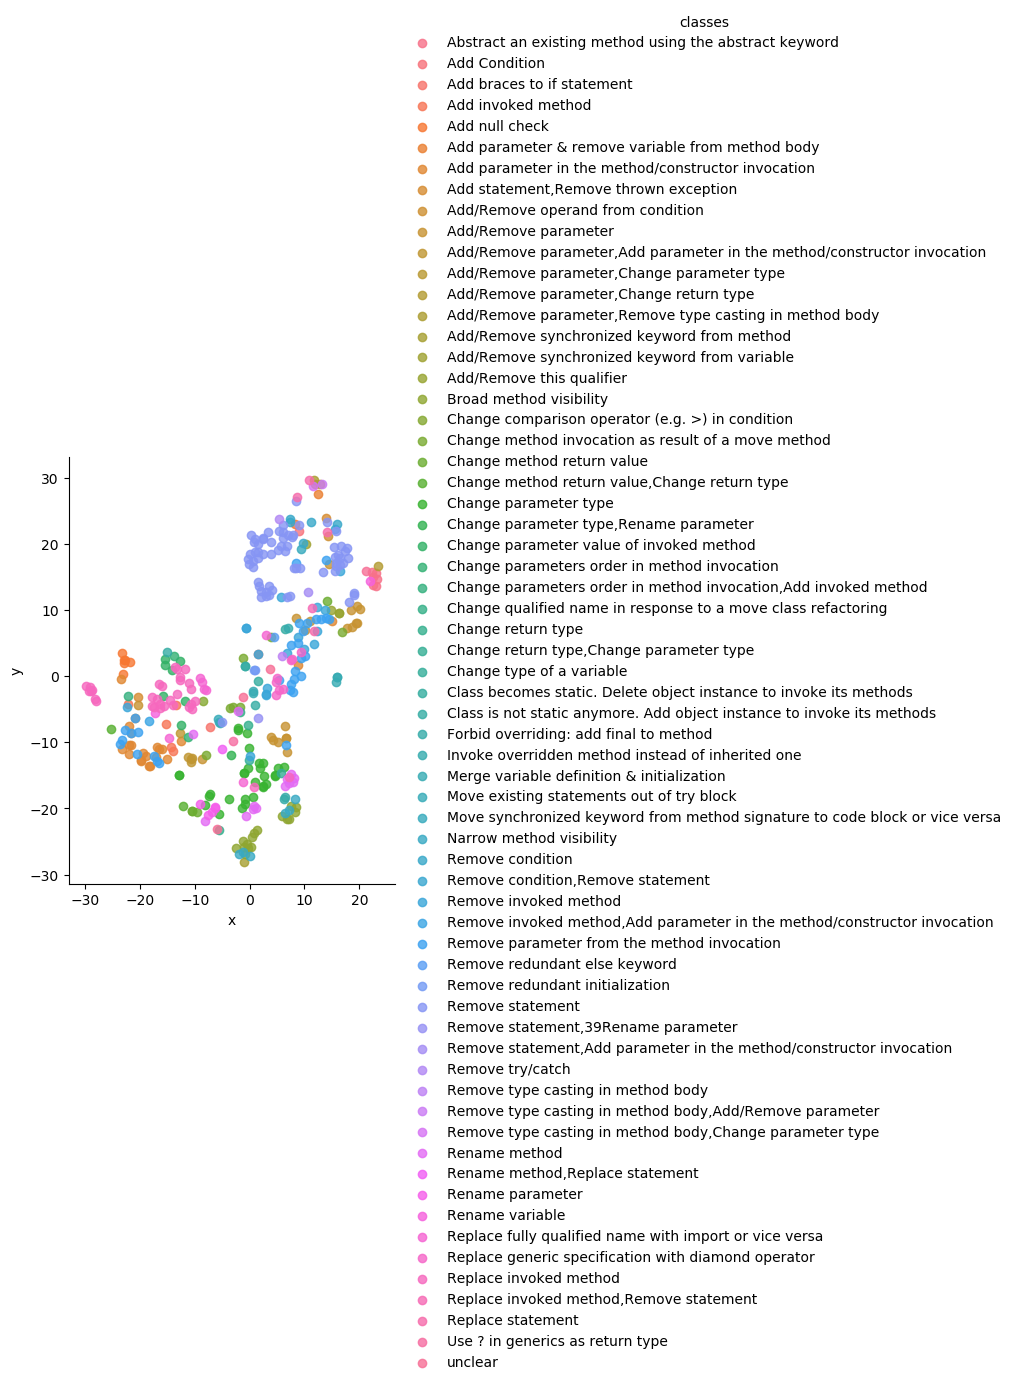 classes
Abstract an existing method using the abstract keyword
Add Condition
Add braces to if statement
Add invoked method
Add null check
Add parameter & remove variable from method body
Add parameter in the method/constructor invocation
Add statement,Remove thrown exception
Add/Remove operand from condition
Add/Remove parameter
Add/Remove parameter,Add parameter in the method/constructor invocation
Add/Remove parameter,Change parameter type
Add/Remove parameter,Change return type
Add/Remove parameter,Remove type casting in method body
Add/Remove synchronized keyword from method
Add/Remove synchronized keyword from variable
Add/Remove this qualifier
Broad method visibility
Change comparison operator (e.g. >) in condition
Change method invocation as result of a move method
Change method return value
Change method return value,Change return type
Change parameter type
Change parameter type,Rename parameter
Change parameter value of invoked method
Change parameters order in method invocation
Change parameters order in method invocation,Add invoked method
Change qualified name in response to a move class refactoring
Change return type
Change return type,Change parameter type
Change type of a variable
Class becomes static. Delete object instance to invoke its methods
Class is not static anymore. Add object instance to invoke its methods
Forbid overriding: add final to method
Invoke overridden method instead of inherited one
Merge variable definition & initialization
Move existing statements out of try block
Move synchronized keyword from method signature to code block or vice versa
Narrow method visibility
Remove condition
Remove condition,Remove statement
Remove invoked method
Remove invoked method,Add parameter in the method/constructor invocation
Remove parameter from the method invocation
Remove redundant else keyword
Remove redundant initialization
Remove statement
Remove statement,39Rename parameter
Remove statement,Add parameter in the method/constructor invocation
Remove try/catch
Remove type casting in method body
Remove type casting in method body,Add/Remove parameter
Remove type casting in method body,Change parameter type
Rename method
Rename method,Replace statement
Rename parameter
Rename variable
Replace fully qualified name with import or vice versa
Replace generic specification with diamond operator
Replace invoked method
Replace invoked method,Remove statement
Replace statement
Use ? in generics as return type
unclear
30
20
10
0
−10
−20
−30
y
−30 −20 −10 0 10 20
x